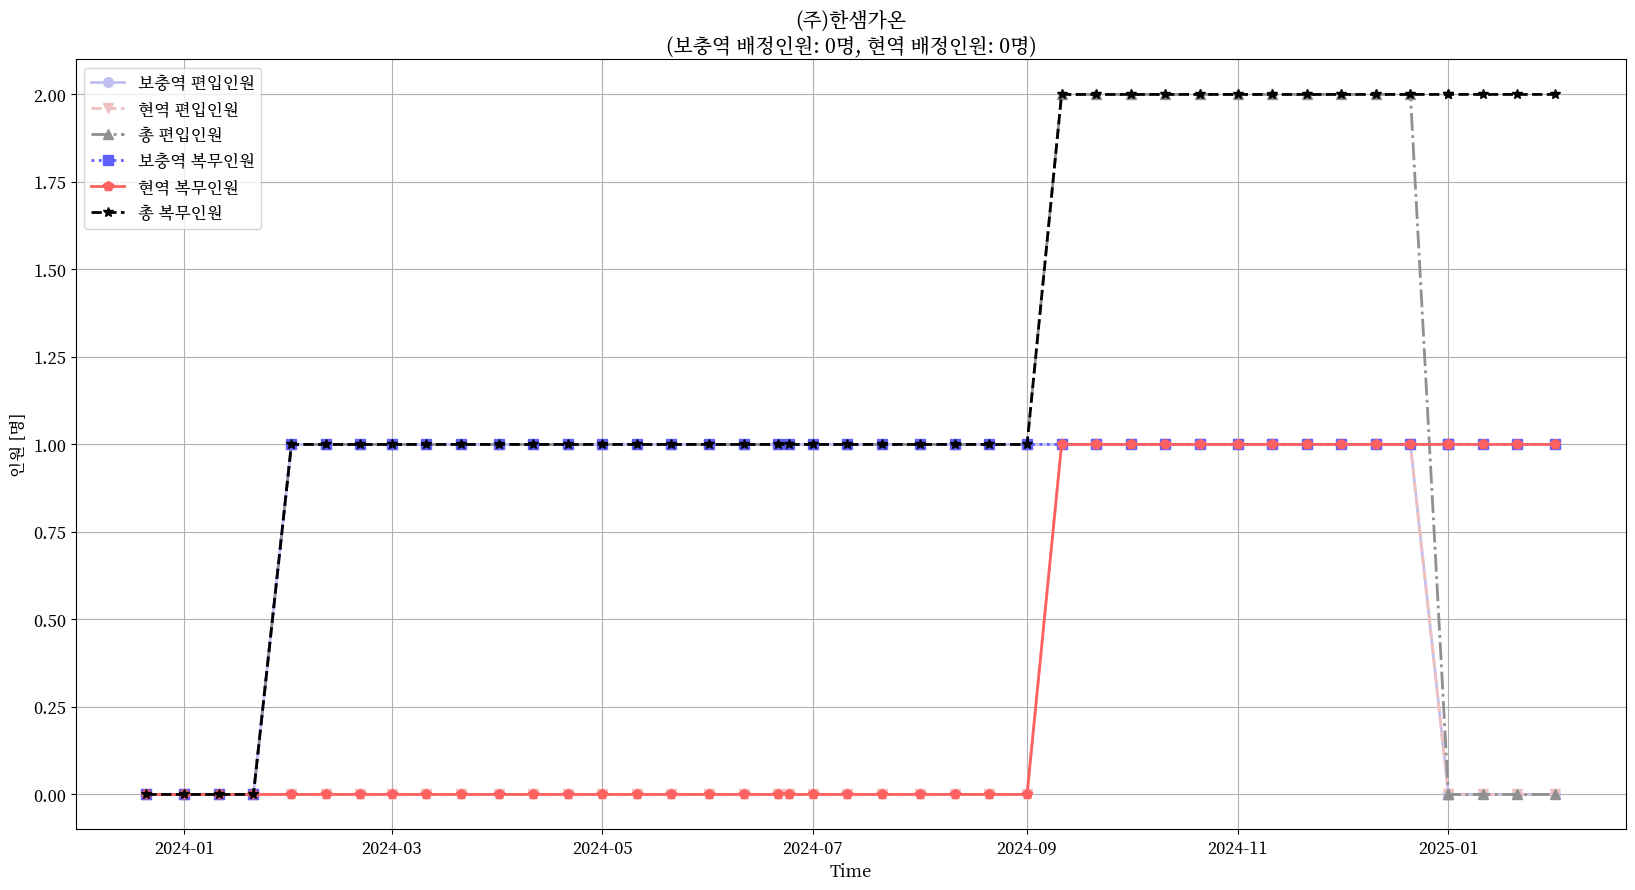 (주)한샘가온
(보충역 배정인원: 0명, 현역 배정인원: 0명)
보충역 편입인원
현역 편입인원
총 편입인원
보충역 복무인원
현역 복무인원
총 복무인원
인원 [명]
2.00
1.75
1.50
1.25
1.00
0.75
0.50
0.25
0.00
2024-01
2024-03
2024-05
2024-07
2024-09
2024-11
2025-01
Time